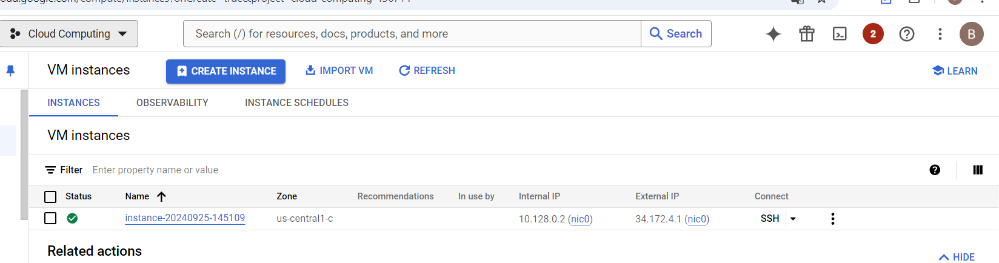 Cloud Computing
Search (/) for resources, docs, products, and more
Search
2
B
VM instances
CREATE INSTANCE
IMPORT VM
REFRESH
LEARN
INSTANCES
OBSERVABILITY
INSTANCE SCHEDULES
VM instances
Filter Enter property name or value
Status Name Zone Recommendations In use by Internal IP External IP Connect
instance-20240925-145109 us-central1-c 10.128.0.2 (nic0) 34.172.4.1 (nic0) SSH
Related actions
HIDE